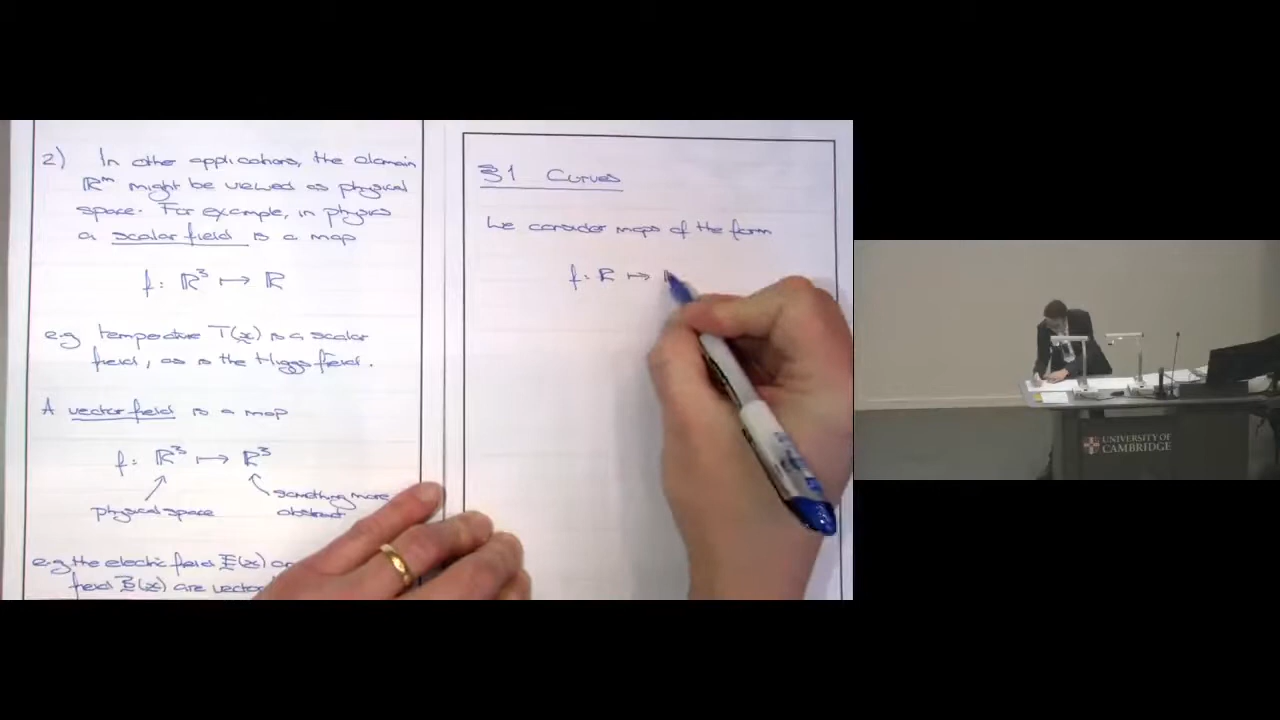 2) In other applications, the domain
ℝᵐ might be viewed as physical
space. For example, in physics
a scalar field is a map
f: ℝ³ ↦ ℝ
e.g temperature T(x) is a scalar
field, as is the Higgs field.
A vector field is a map
f: ℝ³ ↦ ℝ³
physical space
something more
abstract
e.g the electric field E(x)
field B(x) are
§1 Curves
We consider maps of the form
f: ℝ ↦
UNIVERSITY OF
CAMBRIDGE